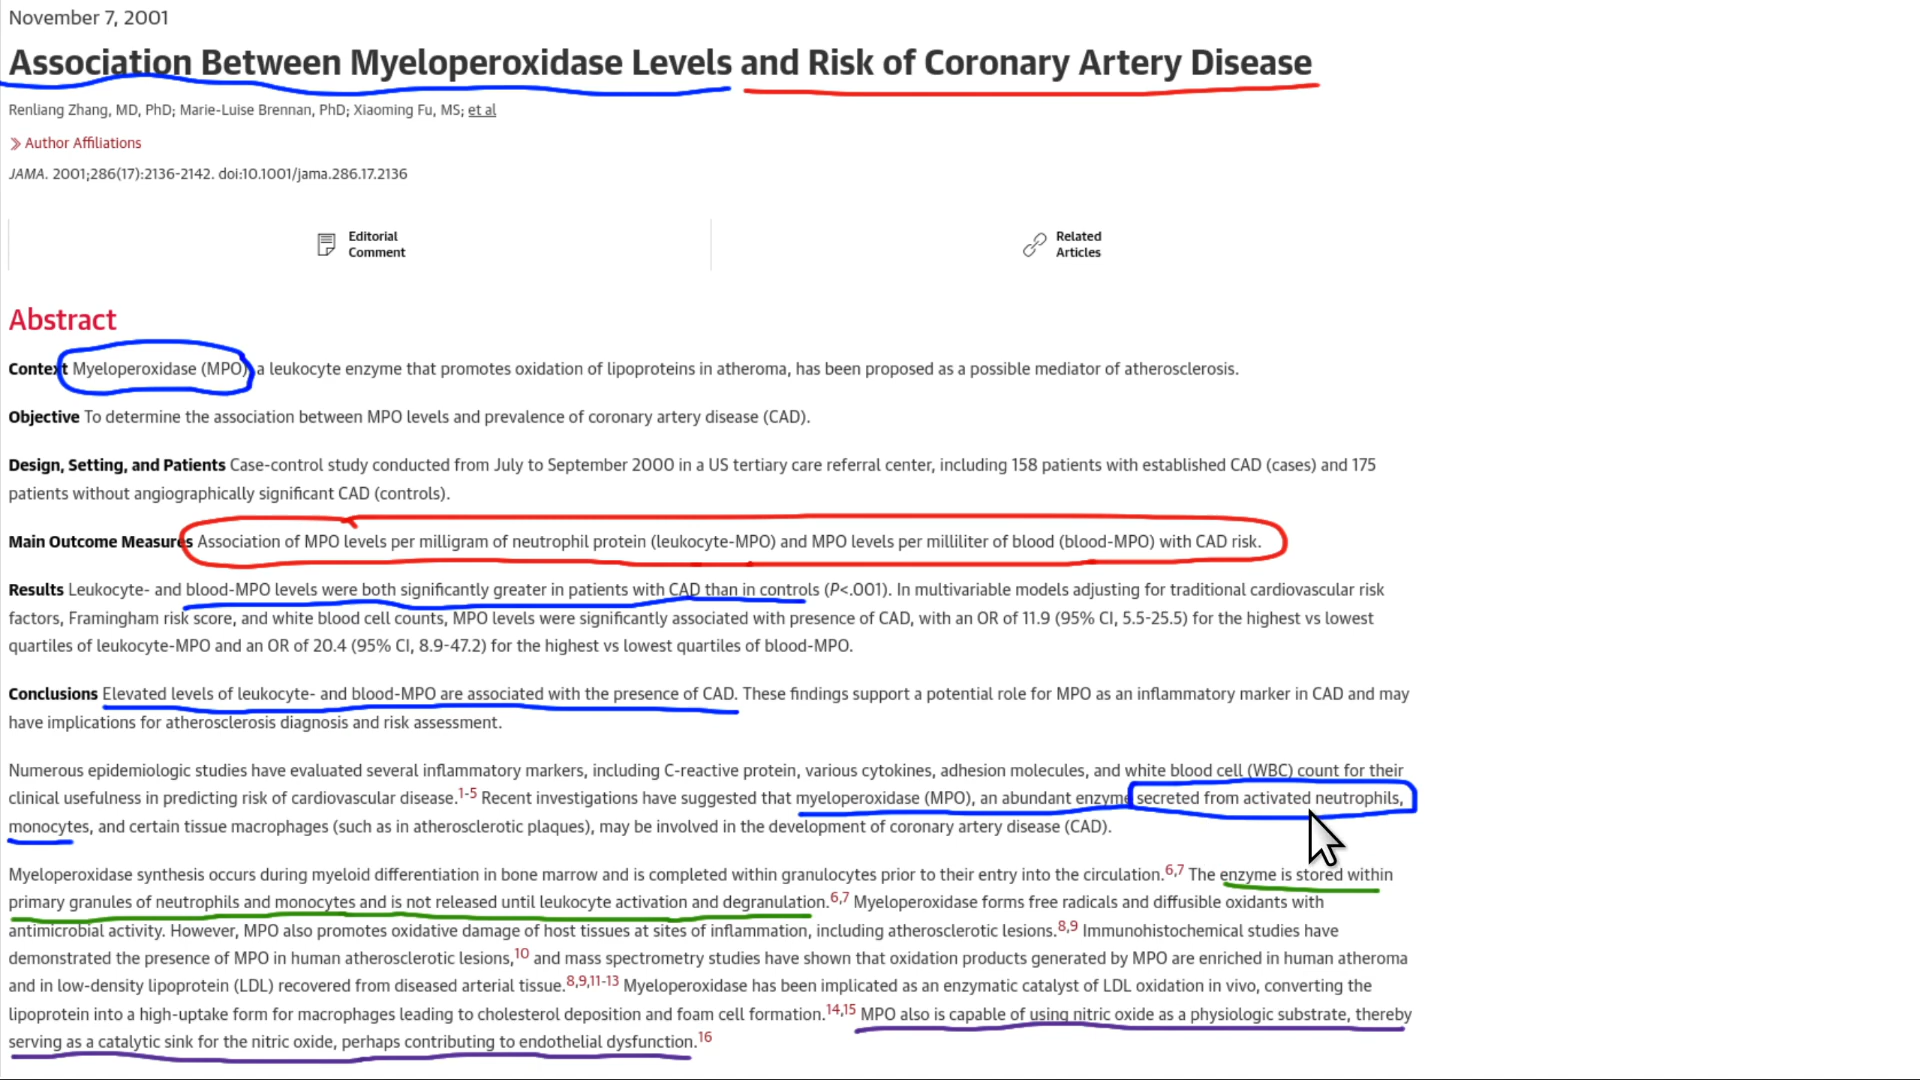 November 7, 2001
Association Between Myeloperoxidase Levels and Risk of Coronary Artery Disease
Renliang Zhang, MD, PhD; Marie-Luise Brennan, PhD; Xiaoming Fu, MS; et al
» Author Affiliations
JAMA. 2001;286(17):2136-2142. doi:10.1001/jama.286.17.2136
Editorial
Comment
Related
Articles
Abstract
Context Myeloperoxidase (MPO), a leukocyte enzyme that promotes oxidation of lipoproteins in atheroma, has been proposed as a possible mediator of atherosclerosis.
Objective To determine the association between MPO levels and prevalence of coronary artery disease (CAD).
Design, Setting, and Patients Case-control study conducted from July to September 2000 in a US tertiary care referral center, including 158 patients with established CAD (cases) and 175
patients without angiographically significant CAD (controls).
Main Outcome Measures Association of MPO levels per milligram of neutrophil protein (leukocyte-MPO) and MPO levels per milliliter of blood (blood-MPO) with CAD risk.
Results Leukocyte- and blood-MPO levels were both significantly greater in patients with CAD than in controls (P<.001). In multivariable models adjusting for traditional cardiovascular risk
factors, Framingham risk score, and white blood cell counts, MPO levels were significantly associated with presence of CAD, with an OR of 11.9 (95% CI, 5.5-25.5) for the highest vs lowest
quartiles of leukocyte-MPO and an OR of 20.4 (95% CI, 8.9-47.2) for the highest vs lowest quartiles of blood-MPO.
Conclusions Elevated levels of leukocyte- and blood-MPO are associated with the presence of CAD. These findings support a potential role for MPO as an inflammatory marker in CAD and may
have implications for atherosclerosis diagnosis and risk assessment.
Numerous epidemiologic studies have evaluated several inflammatory markers, including C-reactive protein, various cytokines, adhesion molecules, and white blood cell (WBC) count for their
clinical usefulness in predicting risk of cardiovascular disease.1-5 Recent investigations have suggested that myeloperoxidase (MPO), an abundant enzyme secreted from activated neutrophils,
monocytes, and certain tissue macrophages (such as in atherosclerotic plaques), may be involved in the development of coronary artery disease (CAD).
Myeloperoxidase synthesis occurs during myeloid differentiation in bone marrow and is completed within granulocytes prior to their entry into the circulation.6,7 The enzyme is stored within
primary granules of neutrophils and monocytes and is not released until leukocyte activation and degranulation.6,7 Myeloperoxidase forms free radicals and diffusible oxidants with
antimicrobial activity. However, MPO also promotes oxidative damage of host tissues at sites of inflammation, including atherosclerotic lesions.8,9 Immunohistochemical studies have
demonstrated the presence of MPO in human atherosclerotic lesions,10 and mass spectrometry studies have shown that oxidation products generated by MPO are enriched in human atheroma
and in low-density lipoprotein (LDL) recovered from diseased arterial tissue.8,9,11-13 Myeloperoxidase has been implicated as an enzymatic catalyst of LDL oxidation in vivo, converting the
lipoprotein into a high-uptake form for macrophages leading to cholesterol deposition and foam cell formation.14,15 MPO also is capable of using nitric oxide as a physiologic substrate, thereby
serving as a catalytic sink for the nitric oxide, perhaps contributing to endothelial dysfunction.16